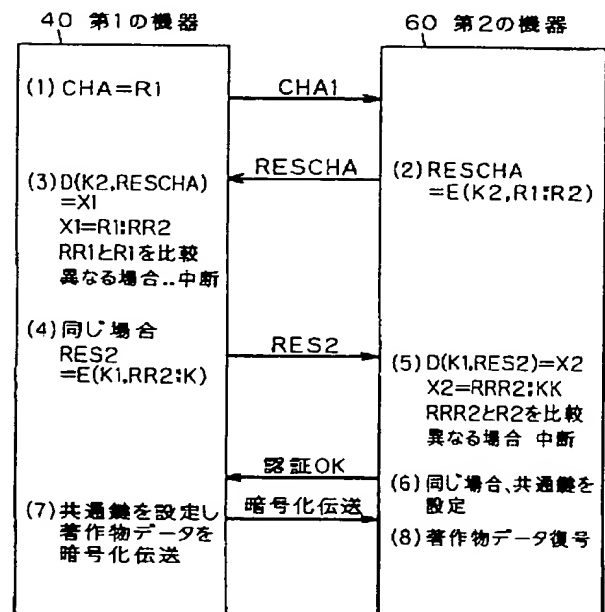 40 第1の機器
60 第2の機器
(1) CHA=R1
CHA1
RESCHA
(2) RESCHA
=E(K2,R1:R2)
(3) D(K2,RESCHA)
=X1
X1=R1:RR2
RR1とR1を比較
異なる場合..中断
(4) 同じ場合
RES2
=E(K1,RR2:K)
RES2
(5) D(K1.RES2)=X2
X2=RRR2:KK
RRR2とR2を比較
異なる場合 中断
認証OK
(6) 同じ場合、共通鍵を
設定
(7) 共通鍵を設定し
著作物データを
暗号化伝送
暗号化伝送
(8) 著作物データ復号